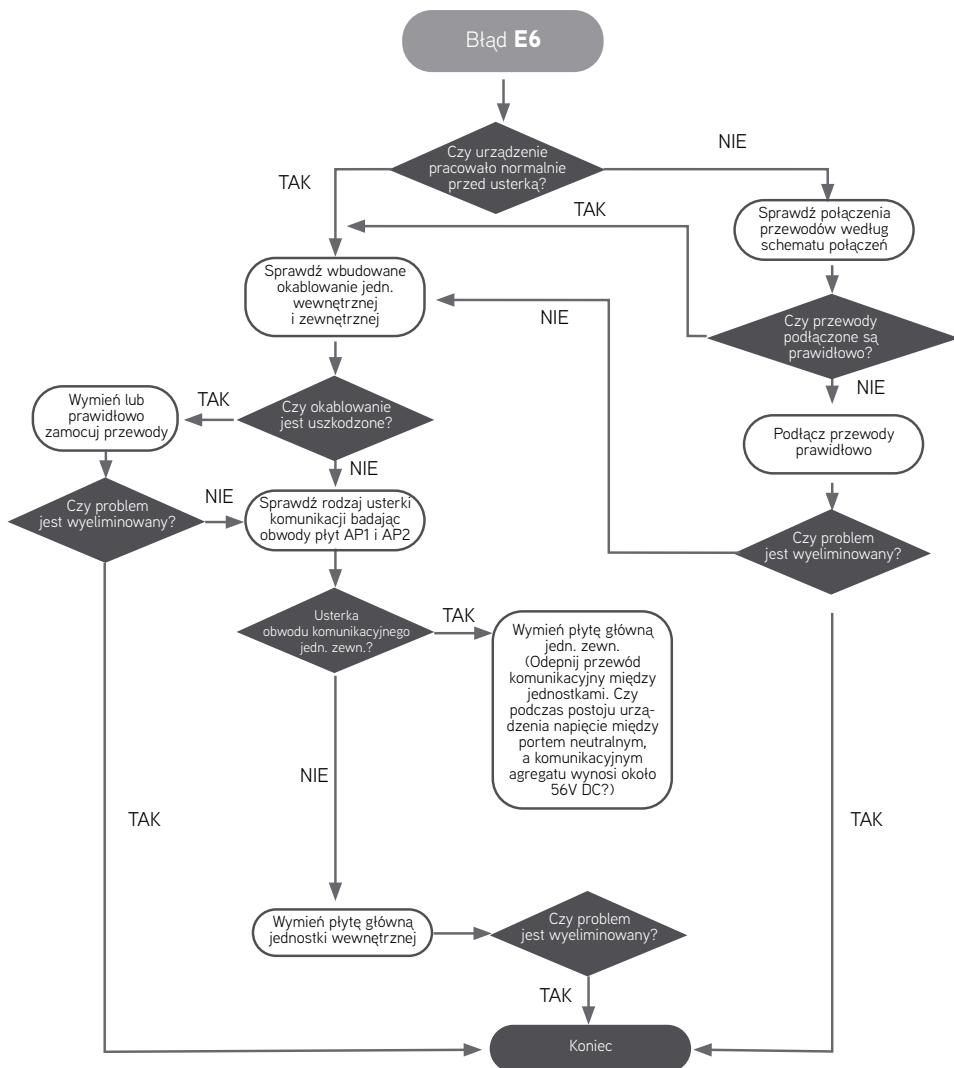 Błąd E6
Czy urządzenie
pracowało normalnie
przed usterką?
NIE
TAK
TAK
Sprawdź połączenia
przewodów według
schematu połączeń
Sprawdź wbudowane
okablowanie jedn.
wewnętrznej
i zewnętrznej
NIE
Czy przewody
podłączone są
prawidłowo?
NIE
Wymień lub
prawidłowo
zamocuj przewody
TAK
Czy okablowanie
jest uszkodzone?
Podłącz przewody
prawidłowo
NIE
Czy problem
jest wyeliminowany?
NIE
Sprawdź rodzaj usterki
komunikacji badając
obwody płyt AP1 i AP2
Czy problem
jest wyeliminowany?
Usterka
obwodu komunikacyjnego
jedn. zewn.?
TAK
Wymień płytę główną
jedn. zewn.
(Odepnij przewód
komunikacyjny między
jednostkami. Czy
podczas postoju urzą-
dzenia napięcie między
portem neutralnym,
a komunikacyjnym
agregatu wynosi około
56V DC?)
NIE
TAK
TAK
Wymień płytę główną
jednostki wewnętrznej
Czy problem
jest wyeliminowany?
TAK
Koniec